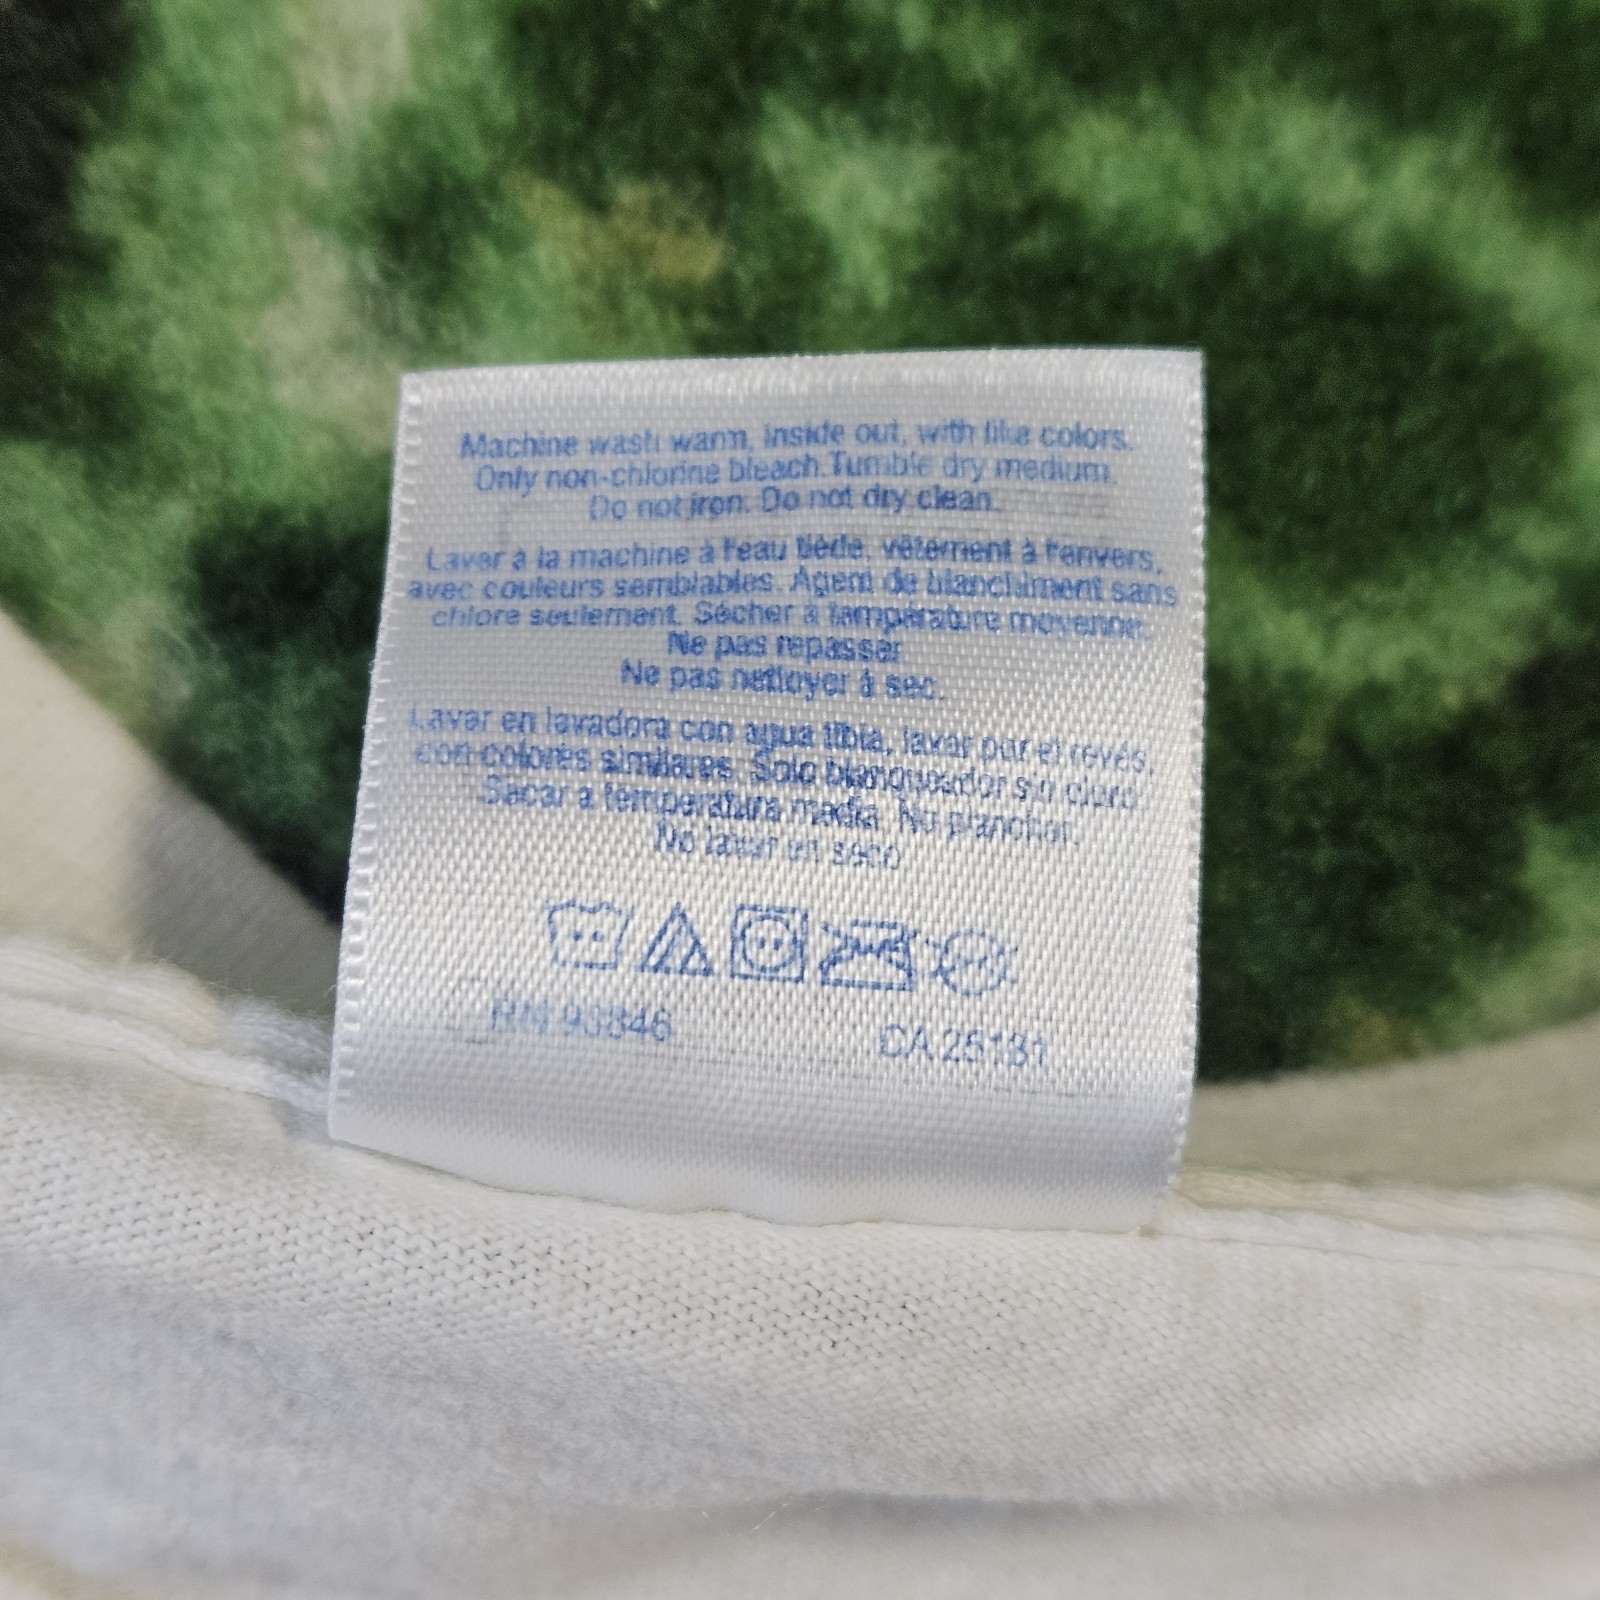 Machine wash warm, inside out, with like colors.
Only non-chlorine bleach. Tumble dry medium.
Do not iron. Do not dry clean.
Laver à la machine à l'eau tiède, vêtement à l'envers,
avec couleurs semblables. Agent de blanchiment sans
chlore seulement. Sécher à température moyenne.
Ne pas repasser
Ne pas nettoyer à sec.
Lavar en lavadora con agua tibia, lavar por el revés,
con colores similares. Solo blanqueador sin cloro.
Secar a temperatura media. No planchar.
No lavar en seco
RN 93846
CA 25181